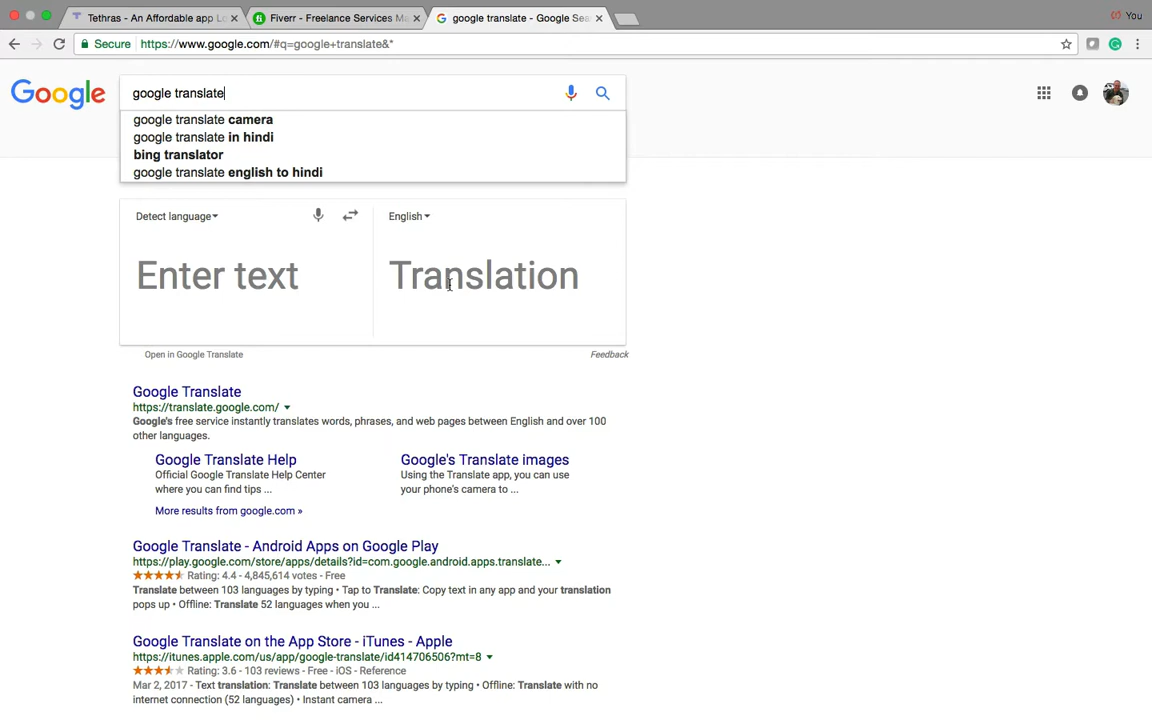 Tethras - An Affordable app Lo
Fiverr - Freelance Services Ma
google translate - Google Sea
You
Secure https://www.google.com/#q=google+translate&*
Google
google translate
google translate camera
google translate in hindi
bing translator
google translate english to hindi
Detect language
English
Enter text
Translation
Open in Google Translate
Feedback
Google Translate
https://translate.google.com/
Google's free service instantly translates words, phrases, and web pages between English and over 100
other languages.
Google Translate Help
Official Google Translate Help Center
where you can find tips ...
Google's Translate images
Using the Translate app, you can use
your phone's camera to ...
More results from google.com »
Google Translate - Android Apps on Google Play
https://play.google.com/store/apps/details?id=com.google.android.apps.translate...
Rating: 4.4 - 4,845,614 votes - Free
Translate between 103 languages by typing • Tap to Translate: Copy text in any app and your translation
pops up • Offline: Translate 52 languages when you ...
Google Translate on the App Store - iTunes - Apple
https://itunes.apple.com/us/app/google-translate/id414706506?mt=8
Rating: 3.6 - 103 reviews - Free - iOS - Reference
Mar 2, 2017 - Text translation: Translate between 103 languages by typing • Offline: Translate with no
internet connection (52 languages) • Instant camera ...